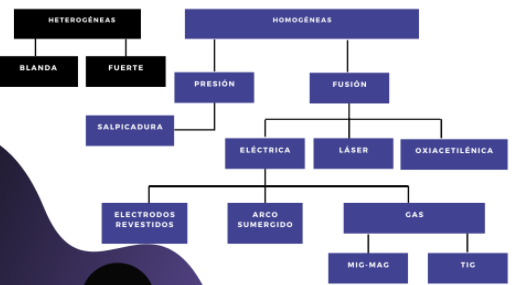 HETEROGÉNEAS
HOMOGÉNEAS
BLANDA
FUERTE
PRESIÓN
FUSIÓN
SALPICADURA
ELÉCTRICA
LÁSER
OXIACETILÉNICA
ELECTRODOS
REVESTIDOS
ARCO
SUMERGIDO
GAS
MIG-MAG
TIG